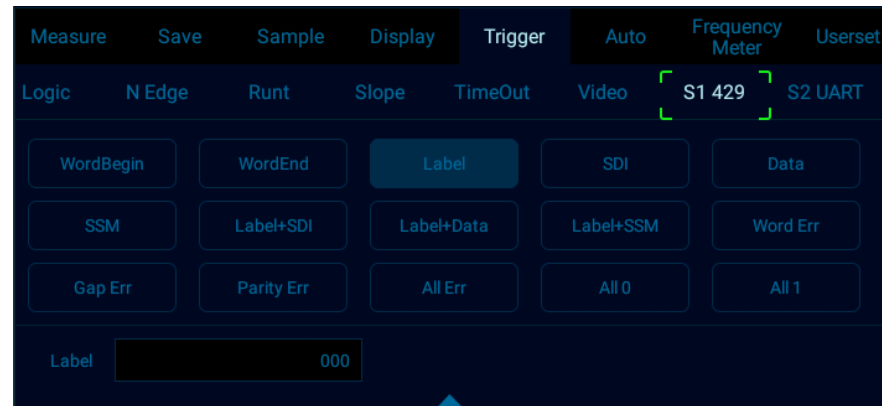 Measure Save Sample Display Trigger Auto Frequency Meter Userset
Logic N Edge Runt Slope TimeOut Video S1 429 S2 UART
WordBegin WordEnd Label SDI Data
SSM Label+SDI Label+Data Label+SSM Word Err
Gap Err Parity Err All Err All 0 All 1
Label 000